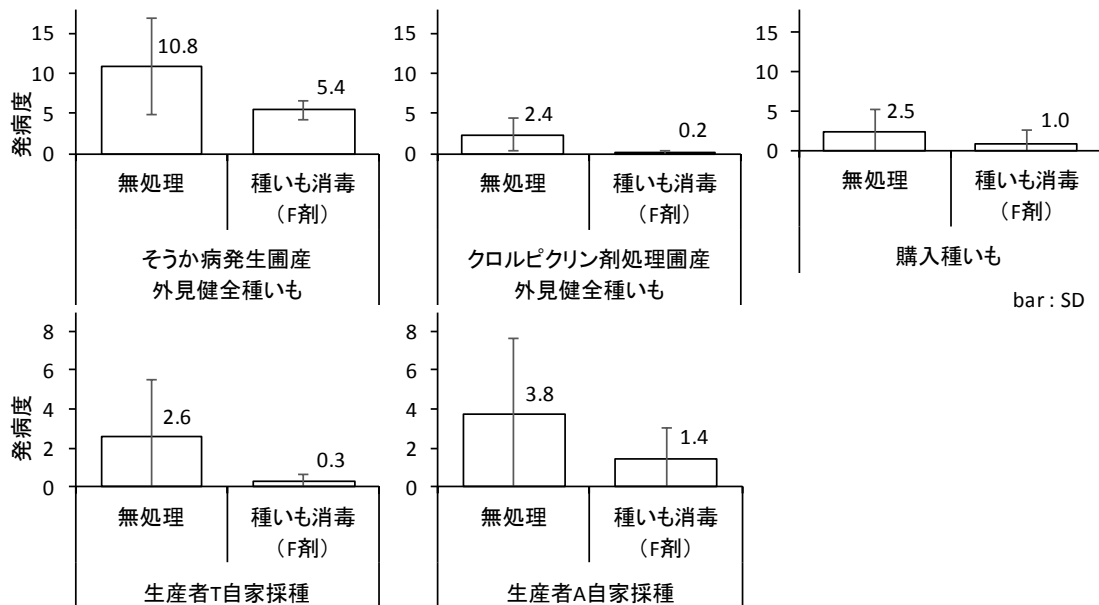 発病度
15
10
5
0
10.8
5.4
無処理
種いも消毒
（F剤）
そうか病発生圃産
外見健全種いも
15
10
5
0
2.4
0.2
無処理
種いも消毒
（F剤）
クロルピクリン剤処理圃産
外見健全種いも
15
10
5
0
2.5
1.0
無処理
種いも消毒
（F剤）
購入種いも
bar : SD
発病度
8
6
4
2
0
2.6
0.3
無処理
種いも消毒
（F剤）
生産者T自家採種
8
6
4
2
0
3.8
1.4
無処理
種いも消毒
（F剤）
生産者A自家採種